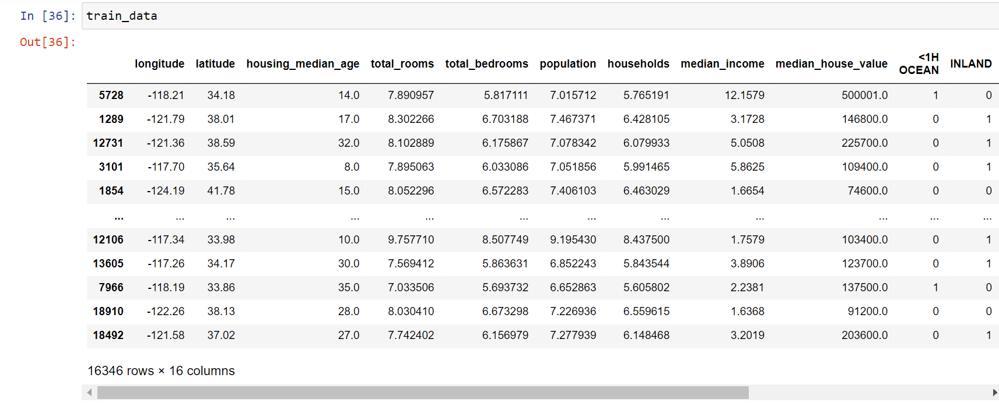 In [36]: train_data
Out[36]:
longitude latitude housing_median_age total_rooms total_bedrooms population households median_income median_house_value <1H OCEAN INLAND
5728 -118.21 34.18 14.0 7.890957 5.817111 7.015712 5.765191 12.1579 500001.0 1 0
1289 -121.79 38.01 17.0 8.302266 6.703188 7.467371 6.428105 3.1728 146800.0 0 1
12731 -121.36 38.59 32.0 8.102889 6.175867 7.078342 6.079933 5.0508 225700.0 0 1
3101 -117.70 35.64 8.0 7.895063 6.033086 7.051856 5.991465 5.8625 109400.0 0 1
1854 -124.19 41.78 15.0 8.052296 6.572283 7.406103 6.463029 1.6654 74600.0 0 0
... ... ... ... ... ... ... ... ... ... ... ...
12106 -117.34 33.98 10.0 9.757710 8.507749 9.195430 8.437500 1.7579 103400.0 0 1
13605 -117.26 34.17 30.0 7.569412 5.863631 6.852243 5.843544 3.8906 123700.0 0 1
7966 -118.19 33.86 35.0 7.033506 5.693732 6.652863 5.605802 2.2381 137500.0 1 0
18910 -122.26 38.13 28.0 8.030410 6.673298 7.226936 6.559615 1.6368 91200.0 0 0
18492 -121.58 37.02 27.0 7.742402 6.156979 7.277939 6.148468 3.2019 203600.0 0 1
16346 rows × 16 columns